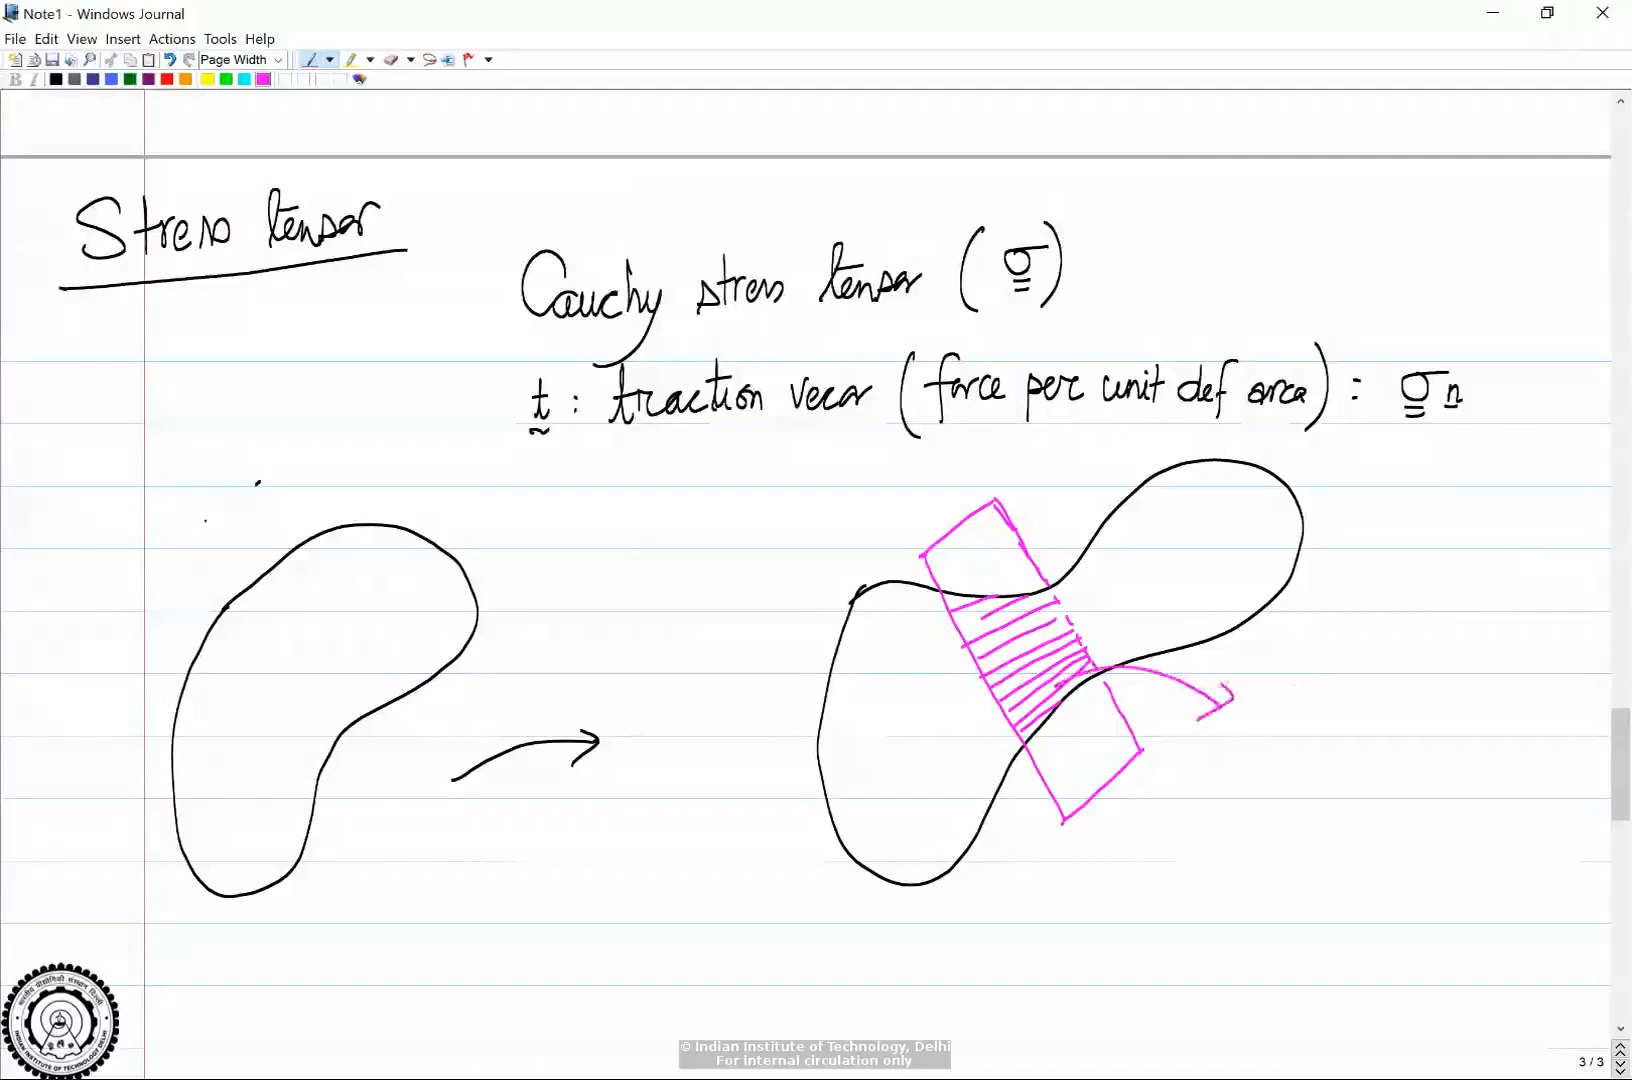 Note1 - Windows Journal
File Edit View Insert Actions Tools Help
Page Width
B I
Stress tensor
Cauchy stress tensor (σ)
t : traction vecor (force per unit def area) = σ n
© Indian Institute of Technology, Delhi
For internal circulation only
3 / 3